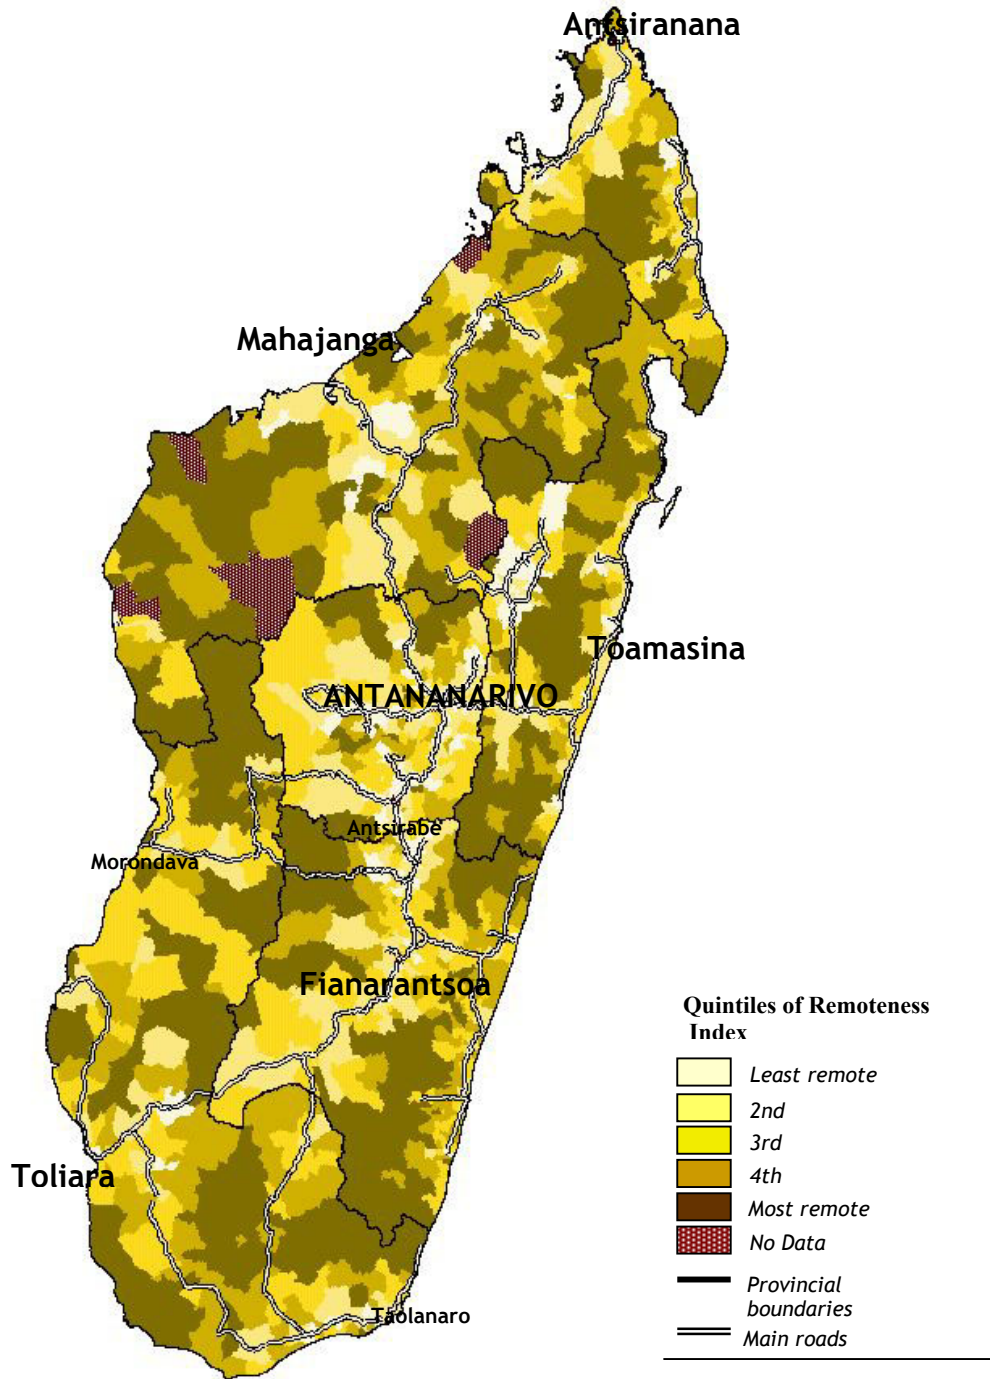 Antsiranana
Mahajanga
Toamasina
ANTANANARIVO
Antsirabe
Morondava
Fianarantsoa
Toliara
Taolanaro
Quintiles of Remoteness
Index
Least remote
2nd
3rd
4th
Most remote
No Data
Provincial
boundaries
Main roads